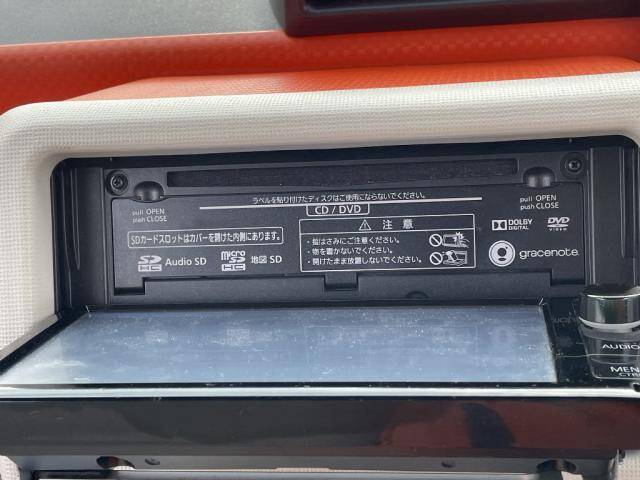 ラベルを貼り付けたディスクはご使用にならないでください。
CD / DVD
pull OPEN
push CLOSE
pull OPEN
push CLOSE
SDカードスロットはカバーを開けた内側にあります。
SD HC Audio SD micro SD HC 地図 SD
注 意
・指はさみにご注意ください。
・物を置かないでください。
・開けたまま放置しないでください。
DOLBY DIGITAL
DVD VIDEO
gracenote.
AUDIO